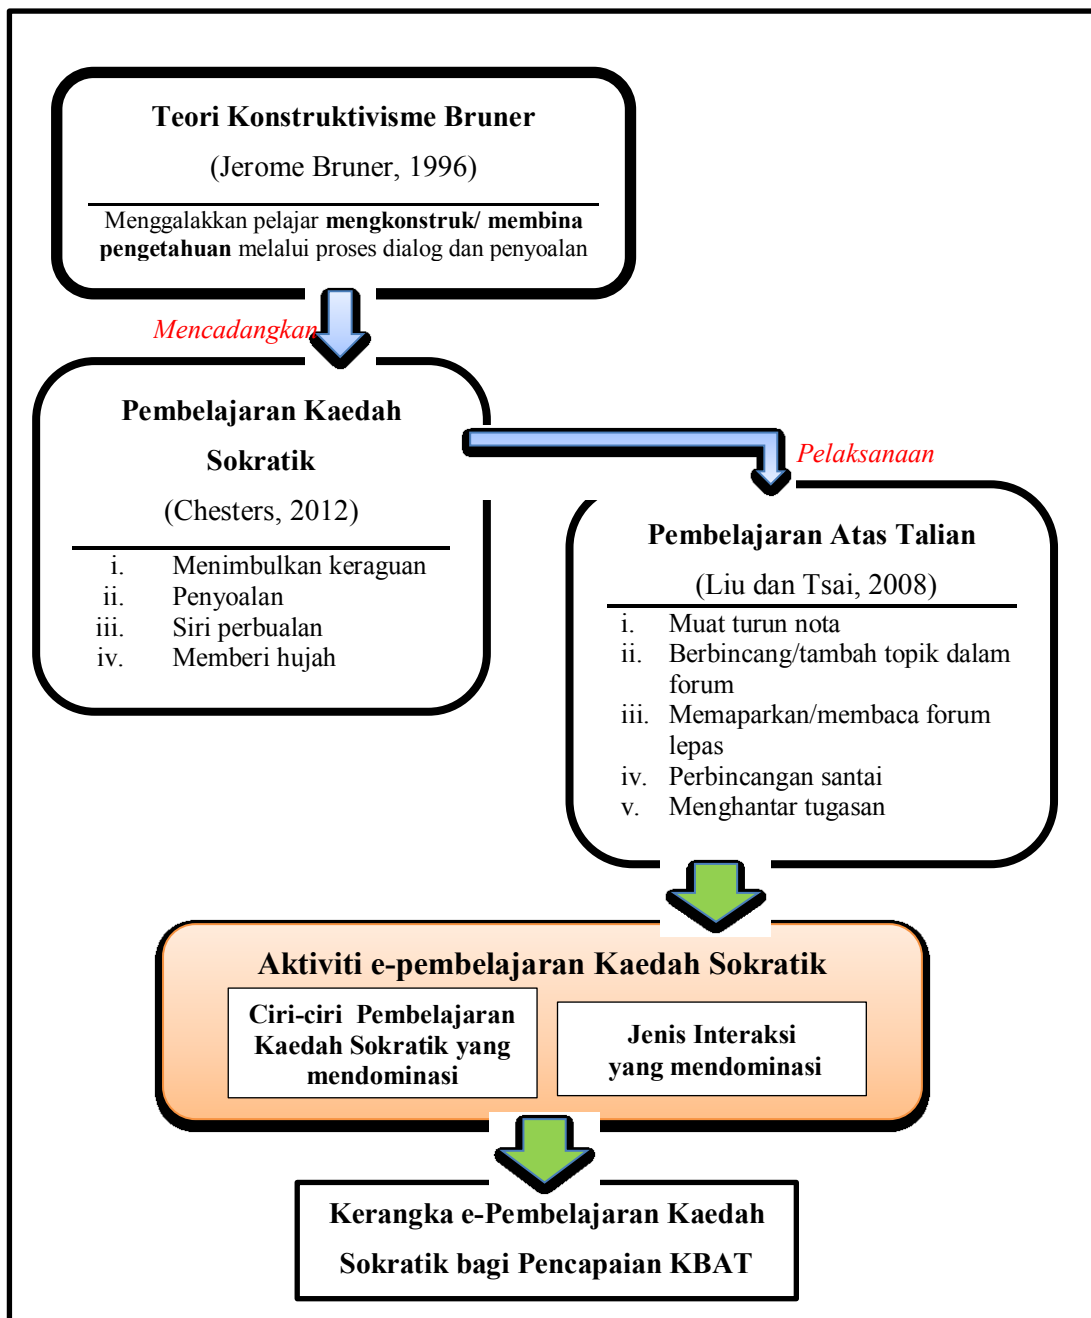 Teori Konstruktivisme Bruner
(Jerome Bruner, 1996)
Menggalakkan pelajar mengkonstruk/ membina
pengetahuan melalui proses dialog dan penyoalan
Mencadangkan
Pembelajaran Kaedah
Sokratik
(Chesters, 2012)
i. Menimbulkan keraguan
ii. Penyoalan
iii. Siri perbualan
iv. Memberi hujah
Pelaksanaan
Pembelajaran Atas Talian
(Liu dan Tsai, 2008)
i. Muat turun nota
ii. Berbincang/tambah topik dalam
forum
iii. Memaparkan/membaca forum
lepas
iv. Perbincangan santai
v. Menghantar tugasan
Aktiviti e-pembelajaran Kaedah Sokratik
Ciri-ciri Pembelajaran
Kaedah Sokratik yang
mendominasi
Jenis Interaksi
yang mendominasi
Kerangka e-Pembelajaran Kaedah
Sokratik bagi Pencapaian KBAT